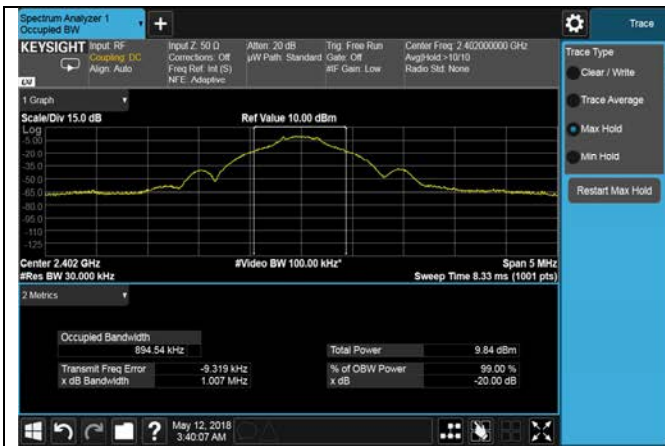 Spectrum Analyzer 1
Occupied BW
Trace
KEYSIGHT
Input: RF
Coupling: DC
Align: Auto
Input Z: 50 Ω
Corrections: Off
Freq Ref: Int (S)
NFE: Adaptive
Atten: 20 dB
µW Path: Standard
Trig: Free Run
Gate: Off
#IF Gain: Low
Center Freq: 2.402000000 GHz
Avg|Hold:>10/10
Radio Std: None
Trace Type
Clear / Write
Trace Average
Max Hold
Min Hold
Restart Max Hold
1 Graph
Scale/Div 15.0 dB
Ref Value 10.00 dBm
Log
-5.00
-20.0
-35.0
-50.0
-65.0
-80.0
-95.0
-110
-125
Center 2.402 GHz
#Video BW 100.00 kHz*
Span 5 MHz
#Res BW 30.000 kHz
Sweep Time 8.33 ms (1001 pts)
2 Metrics
Occupied Bandwidth
894.54 kHz
Total Power 9.84 dBm
Transmit Freq Error -9.319 kHz
% of OBW Power 99.00 %
x dB Bandwidth 1.007 MHz
x dB -20.00 dB
?
May 12, 2018
3:40:07 AM